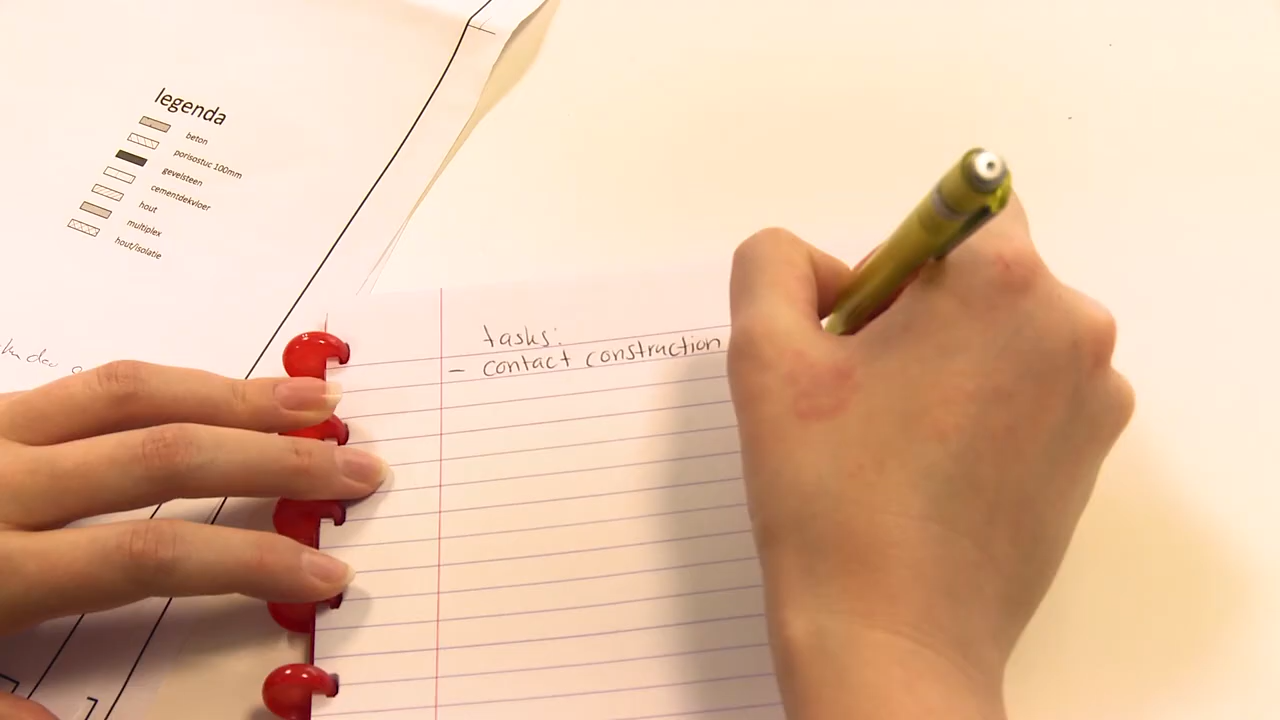 legenda
beton
porisostuc 100mm
gevelsteen
cementdekvloer
hout
multiplex
hout/isolatie
tasks:
- contact construction